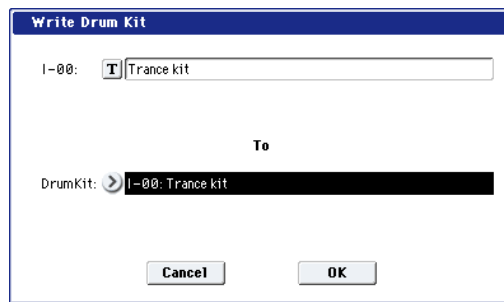 Write Drum Kit
I-00: T Trance kit
To
DrumKit: I-00: Trance kit
Cancel OK